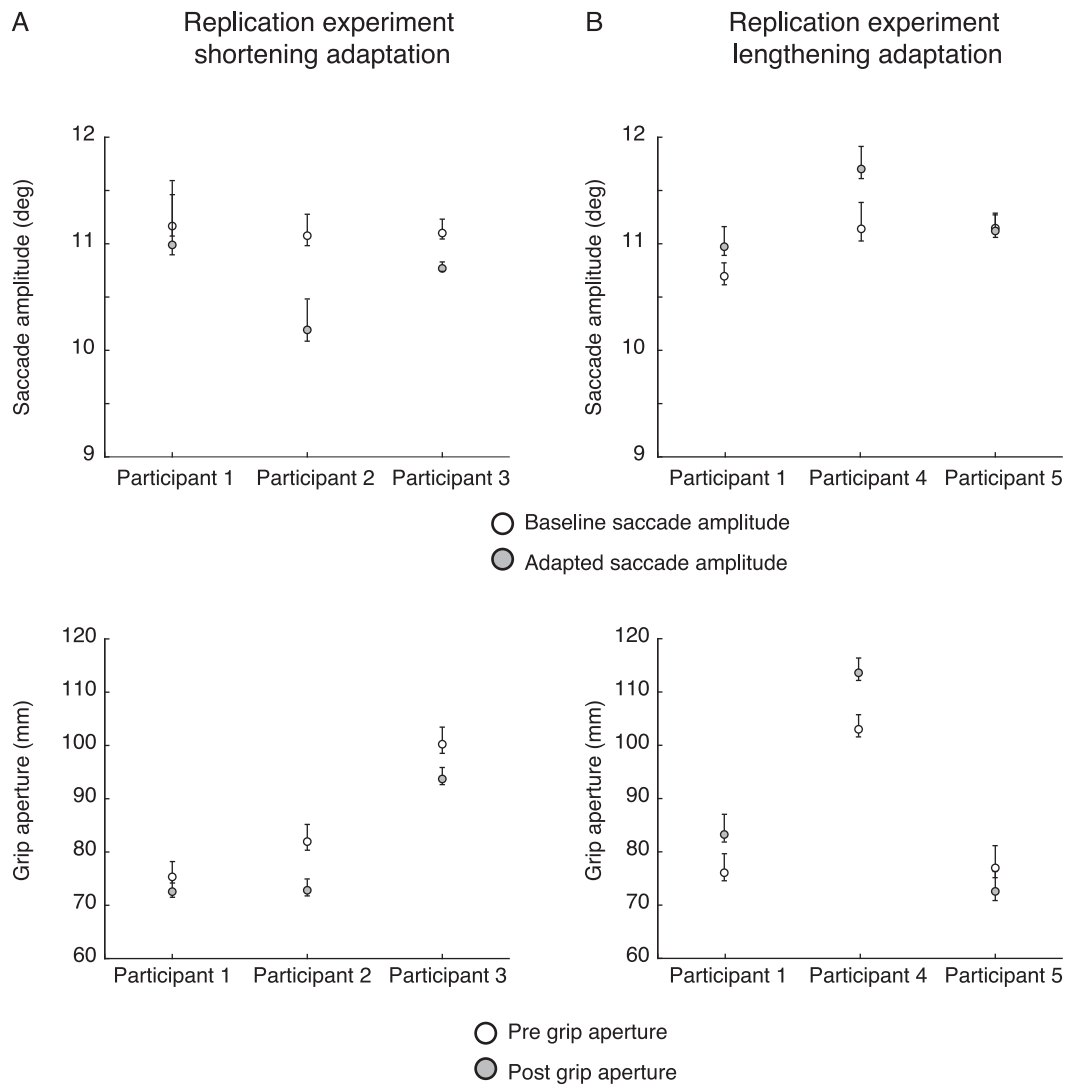 A
Replication experiment
shortening adaptation
B
Replication experiment
lengthening adaptation
Saccade amplitude (deg)
12
11
10
9
Participant 1
Participant 2
Participant 3
Saccade amplitude (deg)
12
11
10
9
Participant 1
Participant 4
Participant 5
Baseline saccade amplitude
Adapted saccade amplitude
Grip aperture (mm)
120
110
100
90
80
70
60
Participant 1
Participant 2
Participant 3
Grip aperture (mm)
120
110
100
90
80
70
60
Participant 1
Participant 4
Participant 5
Pre grip aperture
Post grip aperture